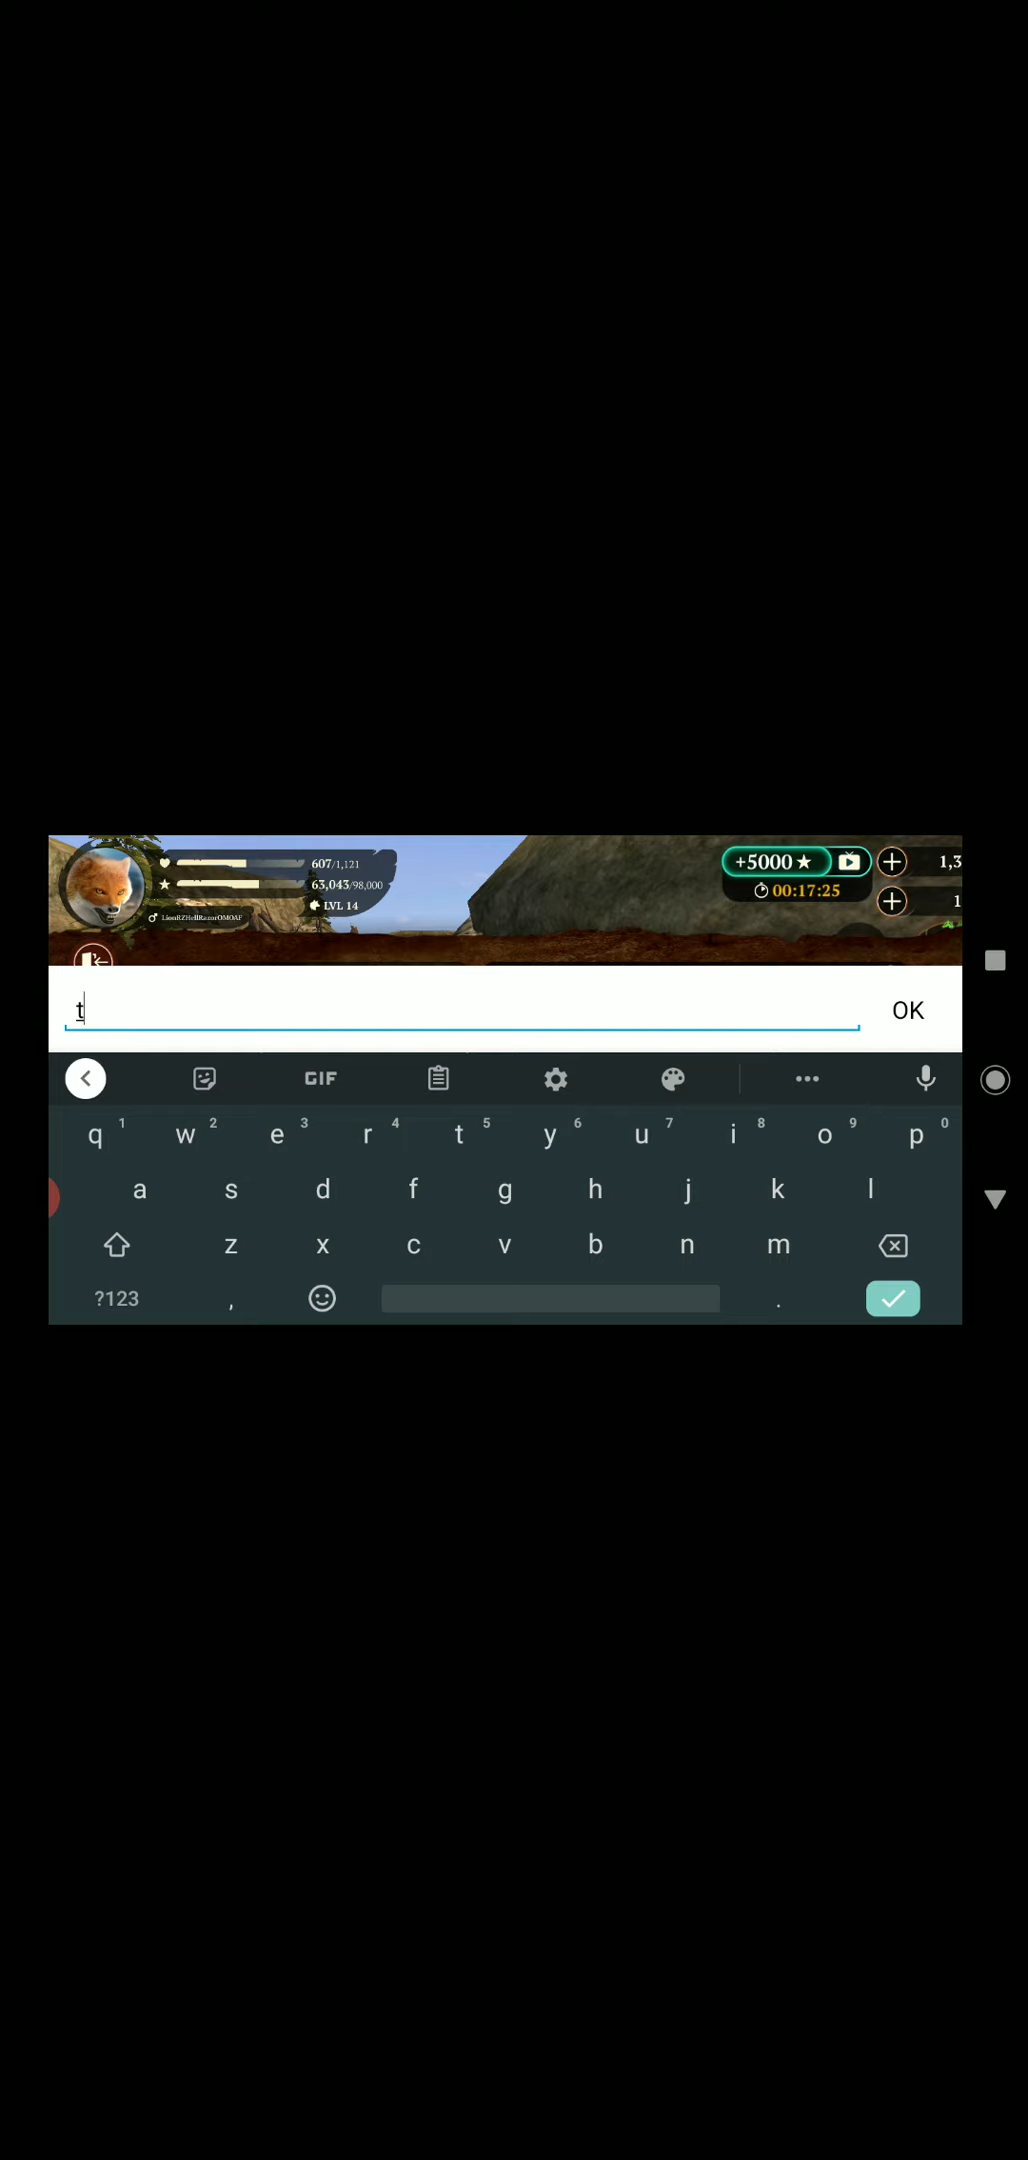 607/1,121
63,043/98,000
LVL 14
LionRZHellRazorOMOAF
+5000
00:17:25
1,3
1
t
OK
GIF
q 1 w 2 e 3 r 4 t 5 y 6 u 7 i 8 o 9 p 0
a s d f g h j k l
z x c v b n m
?123 , .